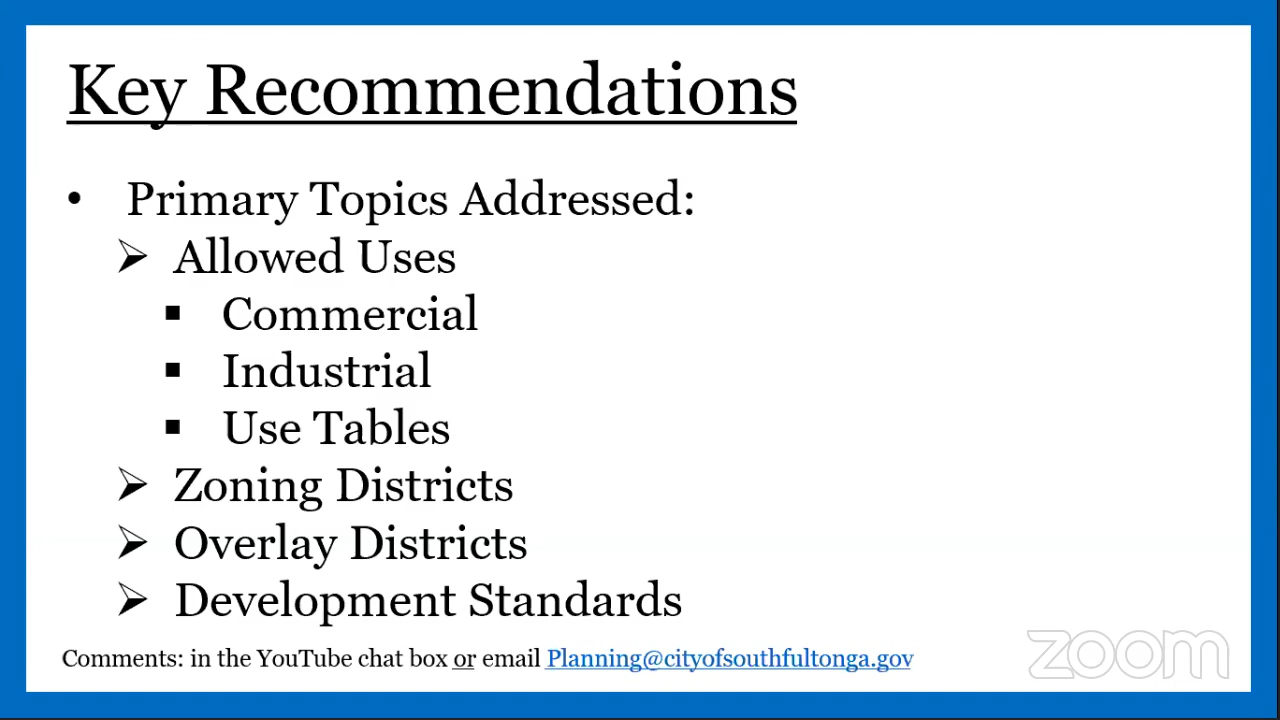 Key Recommendations
• Primary Topics Addressed:
➢ Allowed Uses
▪ Commercial
▪ Industrial
▪ Use Tables
➢ Zoning Districts
➢ Overlay Districts
➢ Development Standards
Comments: in the YouTube chat box or email Planning@cityofsouthfultonga.gov
zoom